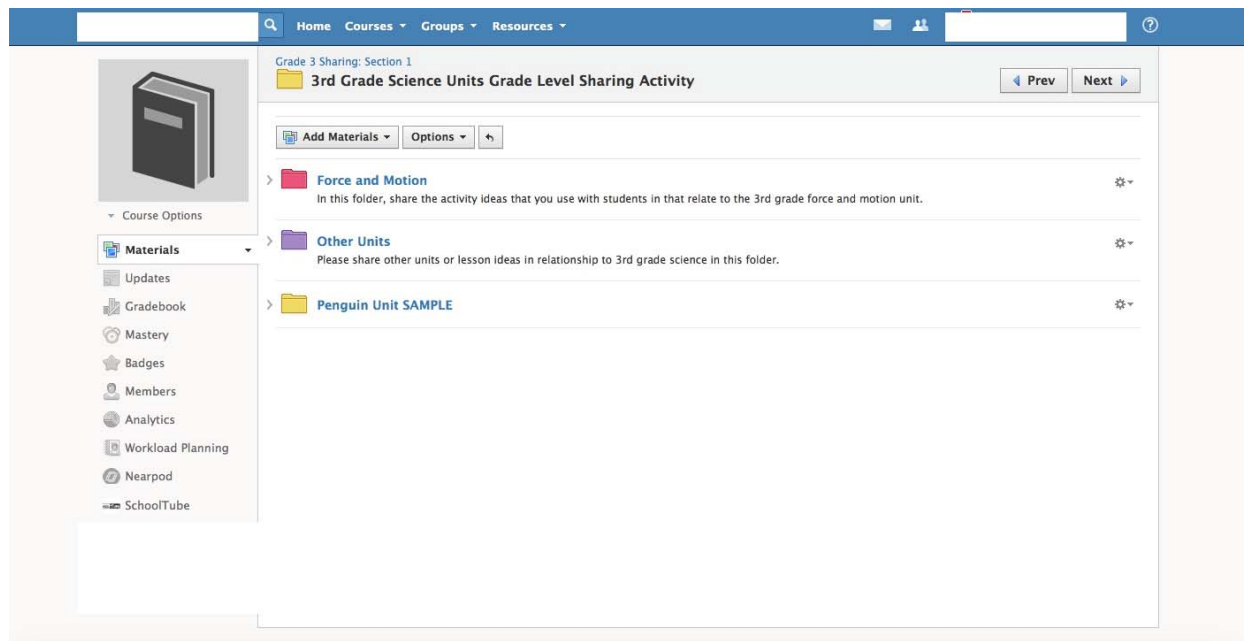 Home Courses Groups Resources
Grade 3 Sharing: Section 1
3rd Grade Science Units Grade Level Sharing Activity
Prev Next
Add Materials Options
Force and Motion
In this folder, share the activity ideas that you use with students in that relate to the 3rd grade force and motion unit.
Other Units
Please share other units or lesson ideas in relationship to 3rd grade science in this folder.
Penguin Unit SAMPLE
Course Options
Materials
Updates
Gradebook
Mastery
Badges
Members
Analytics
Workload Planning
Nearpod
SchoolTube